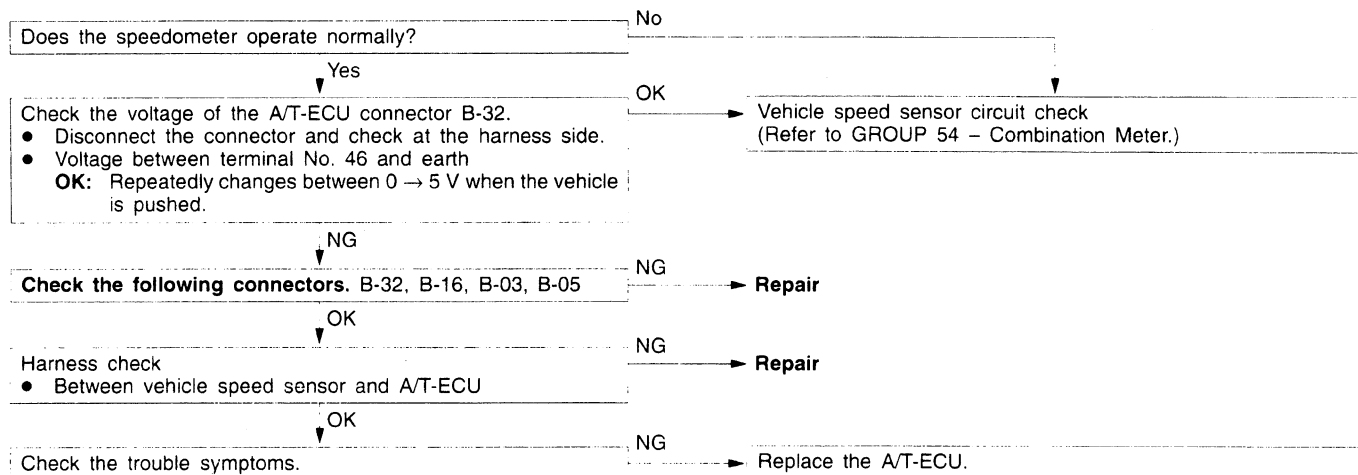 No
Does the speedometer operate normally?
Yes
OK
Check the voltage of the A/T-ECU connector B-32.
● Disconnect the connector and check at the harness side.
● Voltage between terminal No. 46 and earth
OK: Repeatedly changes between 0 → 5 V when the vehicle
is pushed.
Vehicle speed sensor circuit check
(Refer to GROUP 54 – Combination Meter.)
NG
NG
Check the following connectors. B-32, B-16, B-03, B-05
Repair
OK
NG
Harness check
● Between vehicle speed sensor and A/T-ECU
Repair
OK
NG
Check the trouble symptoms.
Replace the A/T-ECU.